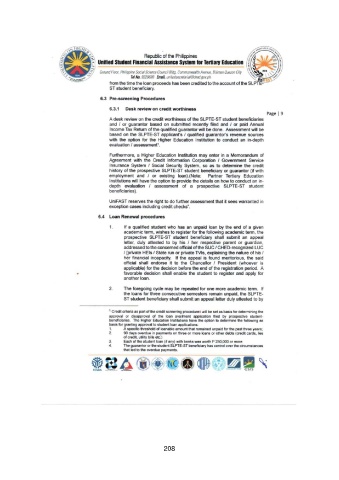 Republic of the Philippines
Unified Student Financial Assistance System for Tertiary Education
Ground Floor, Philippine Social Science Council Bldg., Commonwealth Avenue, Diliman Quezon City
from the time the loan proceeds has been credited to the account of the SLPTE-
ST student beneficiary.
6.3 Pre-screening Procedures
6.3.1 Desk review on credit worthiness
Page | 9
A desk review on the credit worthiness of the SLPTE-ST student beneficiaries
and / or guarantor based on submitted recently filed and / or paid Annual
Income Tax Return of the qualified guarantor will be done. Assessment will be
based on the SLPTE-ST applicant's / qualified guarantor's revenue sources
with the option for the Higher Education Institution to conduct an in-depth
evaluation / assessment¹.
Furthermore, a Higher Education Institution may enter in a Memorandum of
Agreement with the Credit Information Corporation / Government Service
Insurance System / Social Security System, so as to determine the credit
history of the prospective SLPTE-ST student beneficiary or guarantor (if with
employment and / or existing loan).(Note: Partner Tertiary Education
Institutions will have the option to provide the details on how to conduct an in-
depth evaluation / assessment of a prospective SLPTE-ST student
beneficiaries).
UniFAST reserves the right to do further assessment that it sees warranted in
exception cases including credit checks¹.
6.4 Loan Renewal procedures
1. If a qualified student who has an unpaid loan by the end of a given
academic term, wishes to register for the following academic term, the
prospective SLPTE-ST student beneficiary shall submit an appeal
letter, duly attested to by his / her respective parent or guardian,
addressed to the concerned official of the SUC / CHED-recognized LUC
/ private HEIs / State run or private TVIs, explaining the nature of his /
her financial incapacity. If the appeal is found meritorious, the said
official shall endorse it to the Chancellor / President (whoever is
applicable) for the decision before the end of the registration period. A
favorable decision shall enable the student to register and apply for
another loan.
2. The foregoing cycle may be repeated for one more academic term. If
the loans for three consecutive semesters remain unpaid, the SLPTE-
ST student beneficiary shall submit an appeal letter duly attested to by
¹ Credit criteria as part of the credit screening procedures will be set as basis for determining the
approval or disapproval of the loan enrollment application filed by prospective student-
beneficiaries. The Higher Education Institutions have the option to determine the following as
basis for granting approval to student loan applications:
1. A specific threshold of variable amount that remained unpaid for the past three years;
2. 90 days overdue in payments on three or more loans or other debts (credit cards, line
of credit, utility bills etc.)
3. Each of the student loan (if any) with banks was worth P 250,000 or more
4. The guarantor or the student SLPTE-ST beneficiary has control over the circumstances
that led to the overdue payments.
208